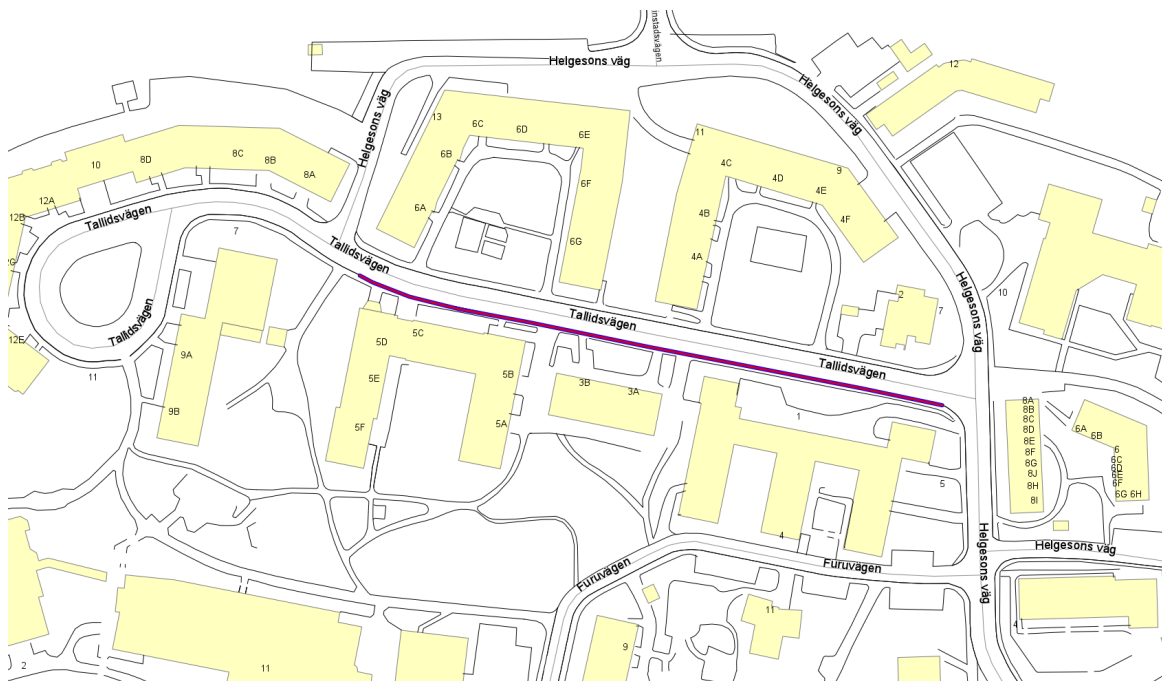 Helgesons väg
12
Helgesons väg
Helgesons väg
13
6C
6D
6E
11
10
8D
8C
8B
8A
6B
6F
4C
4D
9
4E
12A
12B
Tallidsvägen
6A
4B
4F
7
Tallidsvägen
6G
4A
Helgesons väg
10
2
7
Tallidsvägen
Tallidsvägen
12E
5C
5D
9A
Tallidsvägen
11
5E
5B
3B
3A
9B
5F
5A
1
8A
8B
8C
8D
8E
8F
8G
8J
8H
8I
6A
6B
6
6C
6D
6E
6F
6G
6H
5
4
Helgesons väg
Helgesons väg
Furuvägen
Furuvägen
11
4
9
2
11